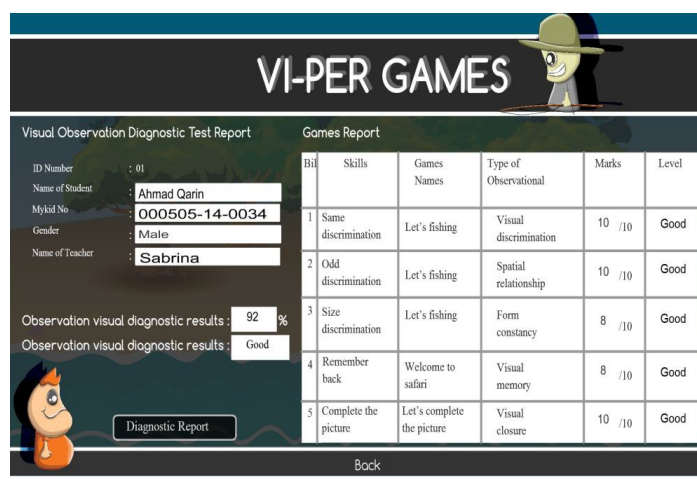 VI-PER GAMES
Visual Observation Diagnostic Test Report
ID Number : 01
Name of Student : Ahmad Qarin
Mykid No : 000505-14-0034
Gender : Male
Name of Teacher : Sabrina
Observation visual diagnostic results : 92 %
Observation visual diagnostic results : Good
Diagnostic Report
Games Report
Bil Skills Games Names Type of Observational Marks Level
1 Same discrimination Let's fishing Visual discrimination 10 /10 Good
2 Odd discrimination Let's fishing Spatial relationship 10 /10 Good
3 Size discrimination Let's fishing Form constancy 8 /10 Good
4 Remember back Welcome to safari Visual memory 8 /10 Good
5 Complete the picture Let's complete the picture Visual closure 10 /10 Good
Back